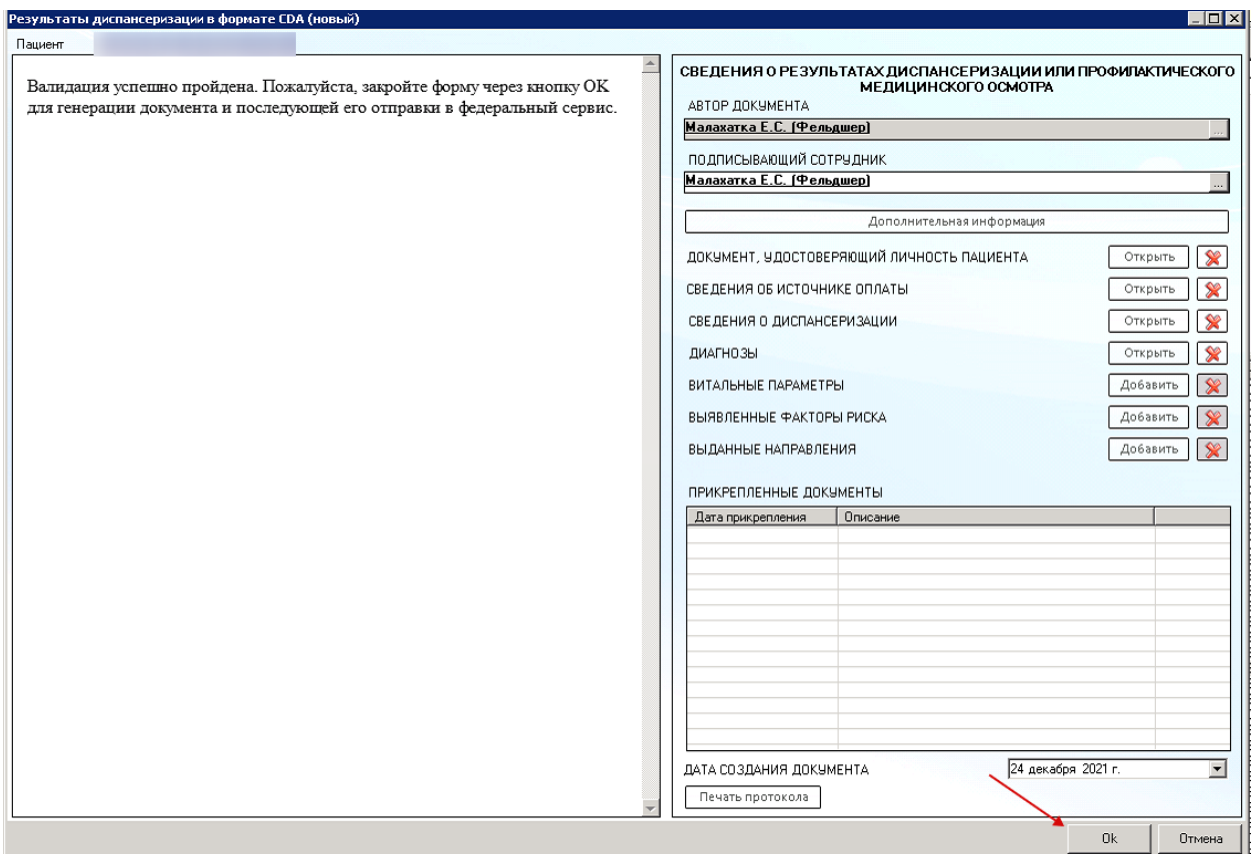 Результаты диспансеризации в формате CDA (новый)
Пациент
Валидация успешно пройдена. Пожалуйста, закройте форму через кнопку OK
для генерации документа и последующей его отправки в федеральный сервис.
СВЕДЕНИЯ О РЕЗУЛЬТАТАХ ДИСПАНСЕРИЗАЦИИ ИЛИ ПРОФИЛАКТИЧЕСКОГО
МЕДИЦИНСКОГО ОСМОТРА
АВТОР ДОКУМЕНТА
Малахатка Е.С. (Фельдшер)
...
ПОДПИСЫВАЮЩИЙ СОТРУДНИК
Малахатка Е.С. (Фельдшер)
...
Дополнительная информация
ДОКУМЕНТ, УДОСТОВЕРЯЮЩИЙ ЛИЧНОСТЬ ПАЦИЕНТА Открыть
СВЕДЕНИЯ ОБ ИСТОЧНИКЕ ОПЛАТЫ Открыть
СВЕДЕНИЯ О ДИСПАНСЕРИЗАЦИИ Открыть
ДИАГНОЗЫ Открыть
ВИТАЛЬНЫЕ ПАРАМЕТРЫ Добавить
ВЫЯВЛЕННЫЕ ФАКТОРЫ РИСКА Добавить
ВЫДАННЫЕ НАПРАВЛЕНИЯ Добавить
ПРИКРЕПЛЕННЫЕ ДОКУМЕНТЫ
Дата прикрепления Описание
ДАТА СОЗДАНИЯ ДОКУМЕНТА 24 декабря 2021 г.
Печать протокола
Ok Отмена